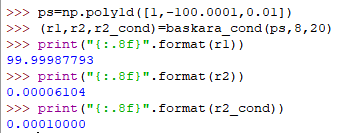 >>> ps=np.poly1d([1,-100.0001,0.01])
>>> (r1,r2,r2_cond)=baskara_cond(ps,8,20)
>>> print("{:.8f}".format(r1))
99.99987793
>>> print("{:.8f}".format(r2))
0.00006104
>>> print("{:.8f}".format(r2_cond))
0.00010000